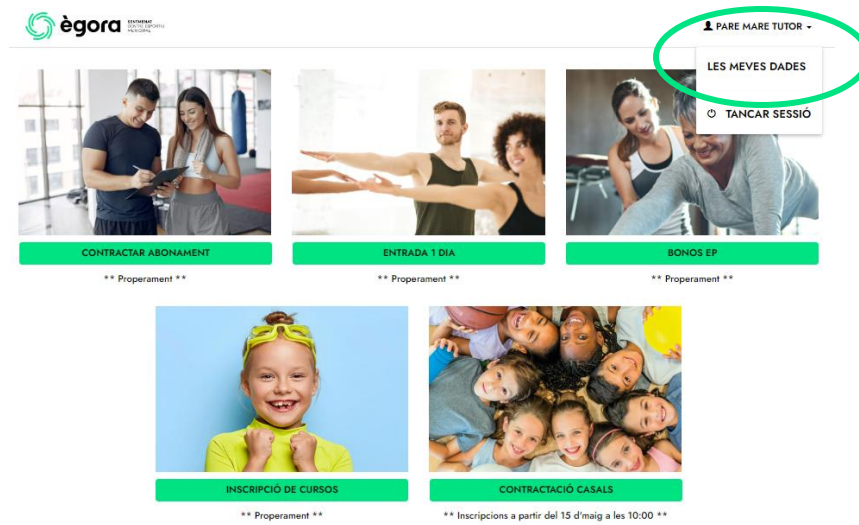 ègora
SENTMENAT
CENTRE ESPORTIU
MUNICIPAL
PARE MARE TUTOR
LES MEVES DADES
TANCAR SESSIÓ
CONTRACTAR ABONAMENT
ENTRADA 1 DIA
BONOS EP
** Properament **
** Properament **
** Properament **
INSCRIPCIÓ DE CURSOS
CONTRACTACIÓ CASALS
** Properament **
** Inscripcions a partir del 15 d'maig a les 10:00 **